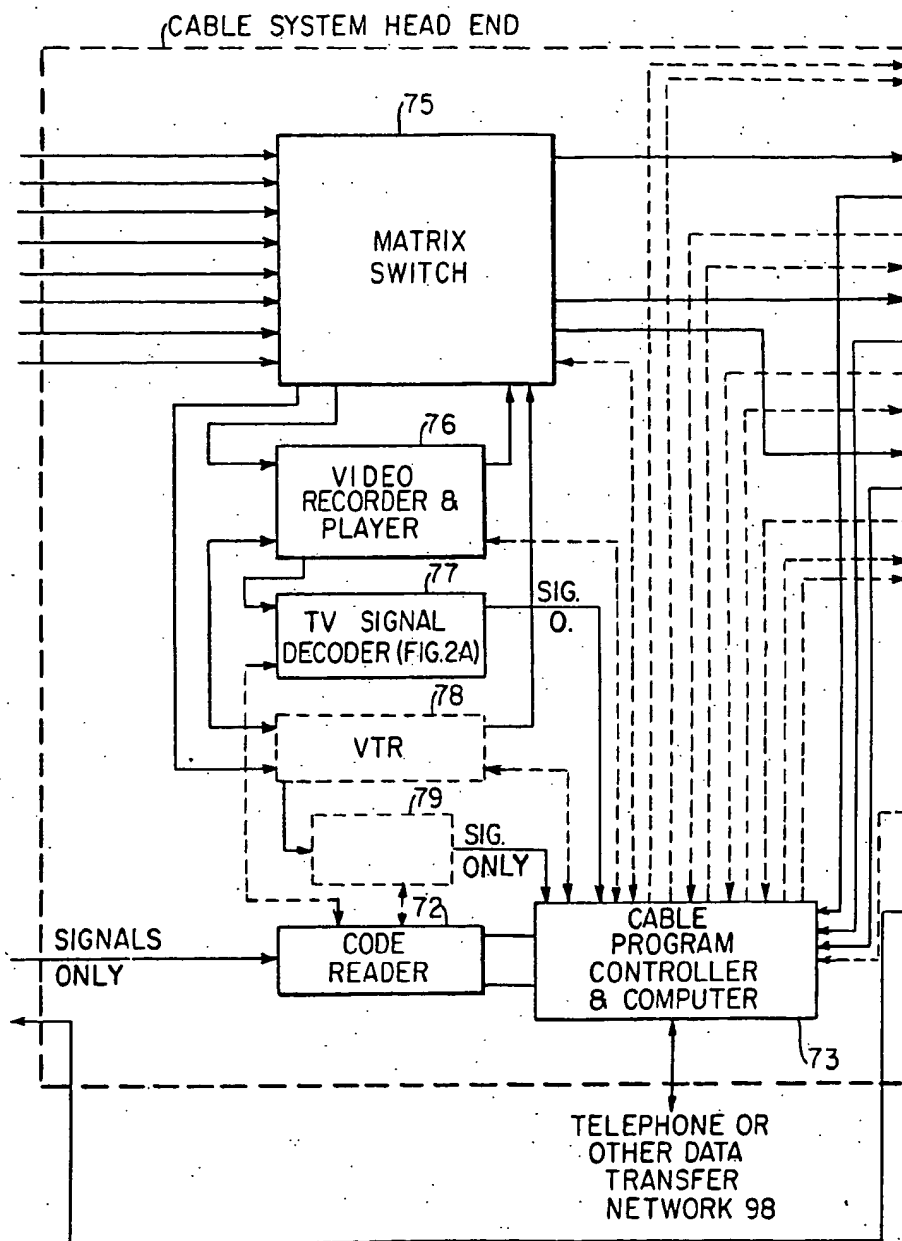 CABLE SYSTEM HEAD END
75
MATRIX
SWITCH
76
VIDEO
RECORDER &
PLAYER
77
TV SIGNAL
DECODER (FIG.2A)
SIG.
O.
78
VTR
79
SIG.
ONLY
72
CODE
READER
SIGNALS
ONLY
CABLE
PROGRAM
CONTROLLER
& COMPUTER
73
TELEPHONE OR
OTHER DATA
TRANSFER
NETWORK 98